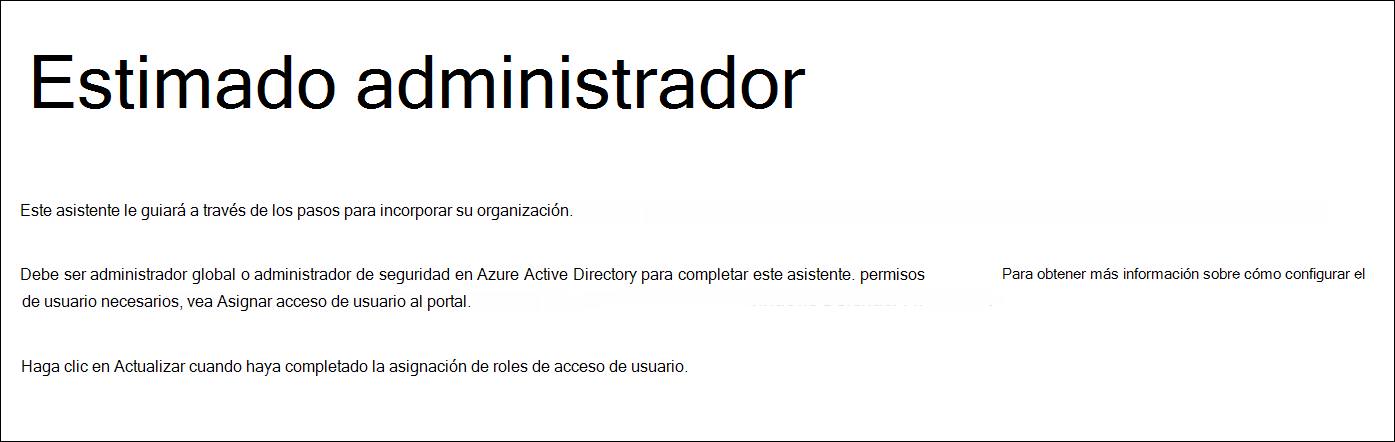 Estimado administrador
Este asistente le guiará a través de los pasos para incorporar su organización.
Debe ser administrador global o administrador de seguridad en Azure Active Directory para completar este asistente. permisos Para obtener más información sobre cómo configurar el
de usuario necesarios, vea Asignar acceso de usuario al portal.
Haga clic en Actualizar cuando haya completado la asignación de roles de acceso de usuario.